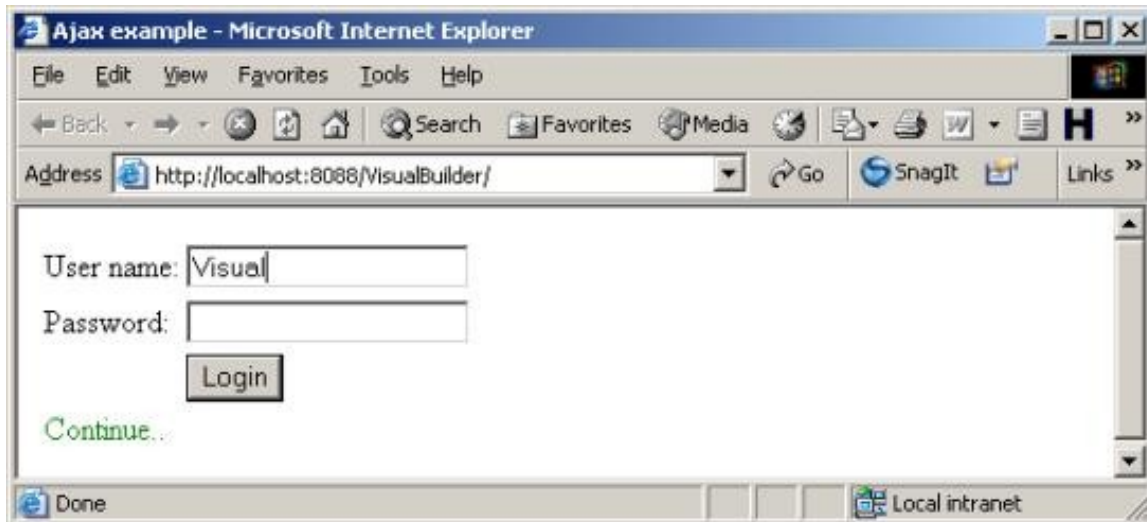 Ajax example - Microsoft Internet Explorer
File Edit View Favorites Tools Help
Back Search Favorites Media W H »
Address http://localhost:8088/VisualBuilder/ Go SnagIt Links »
User name: Visual
Password:
Login
Continue..
Done Local intranet